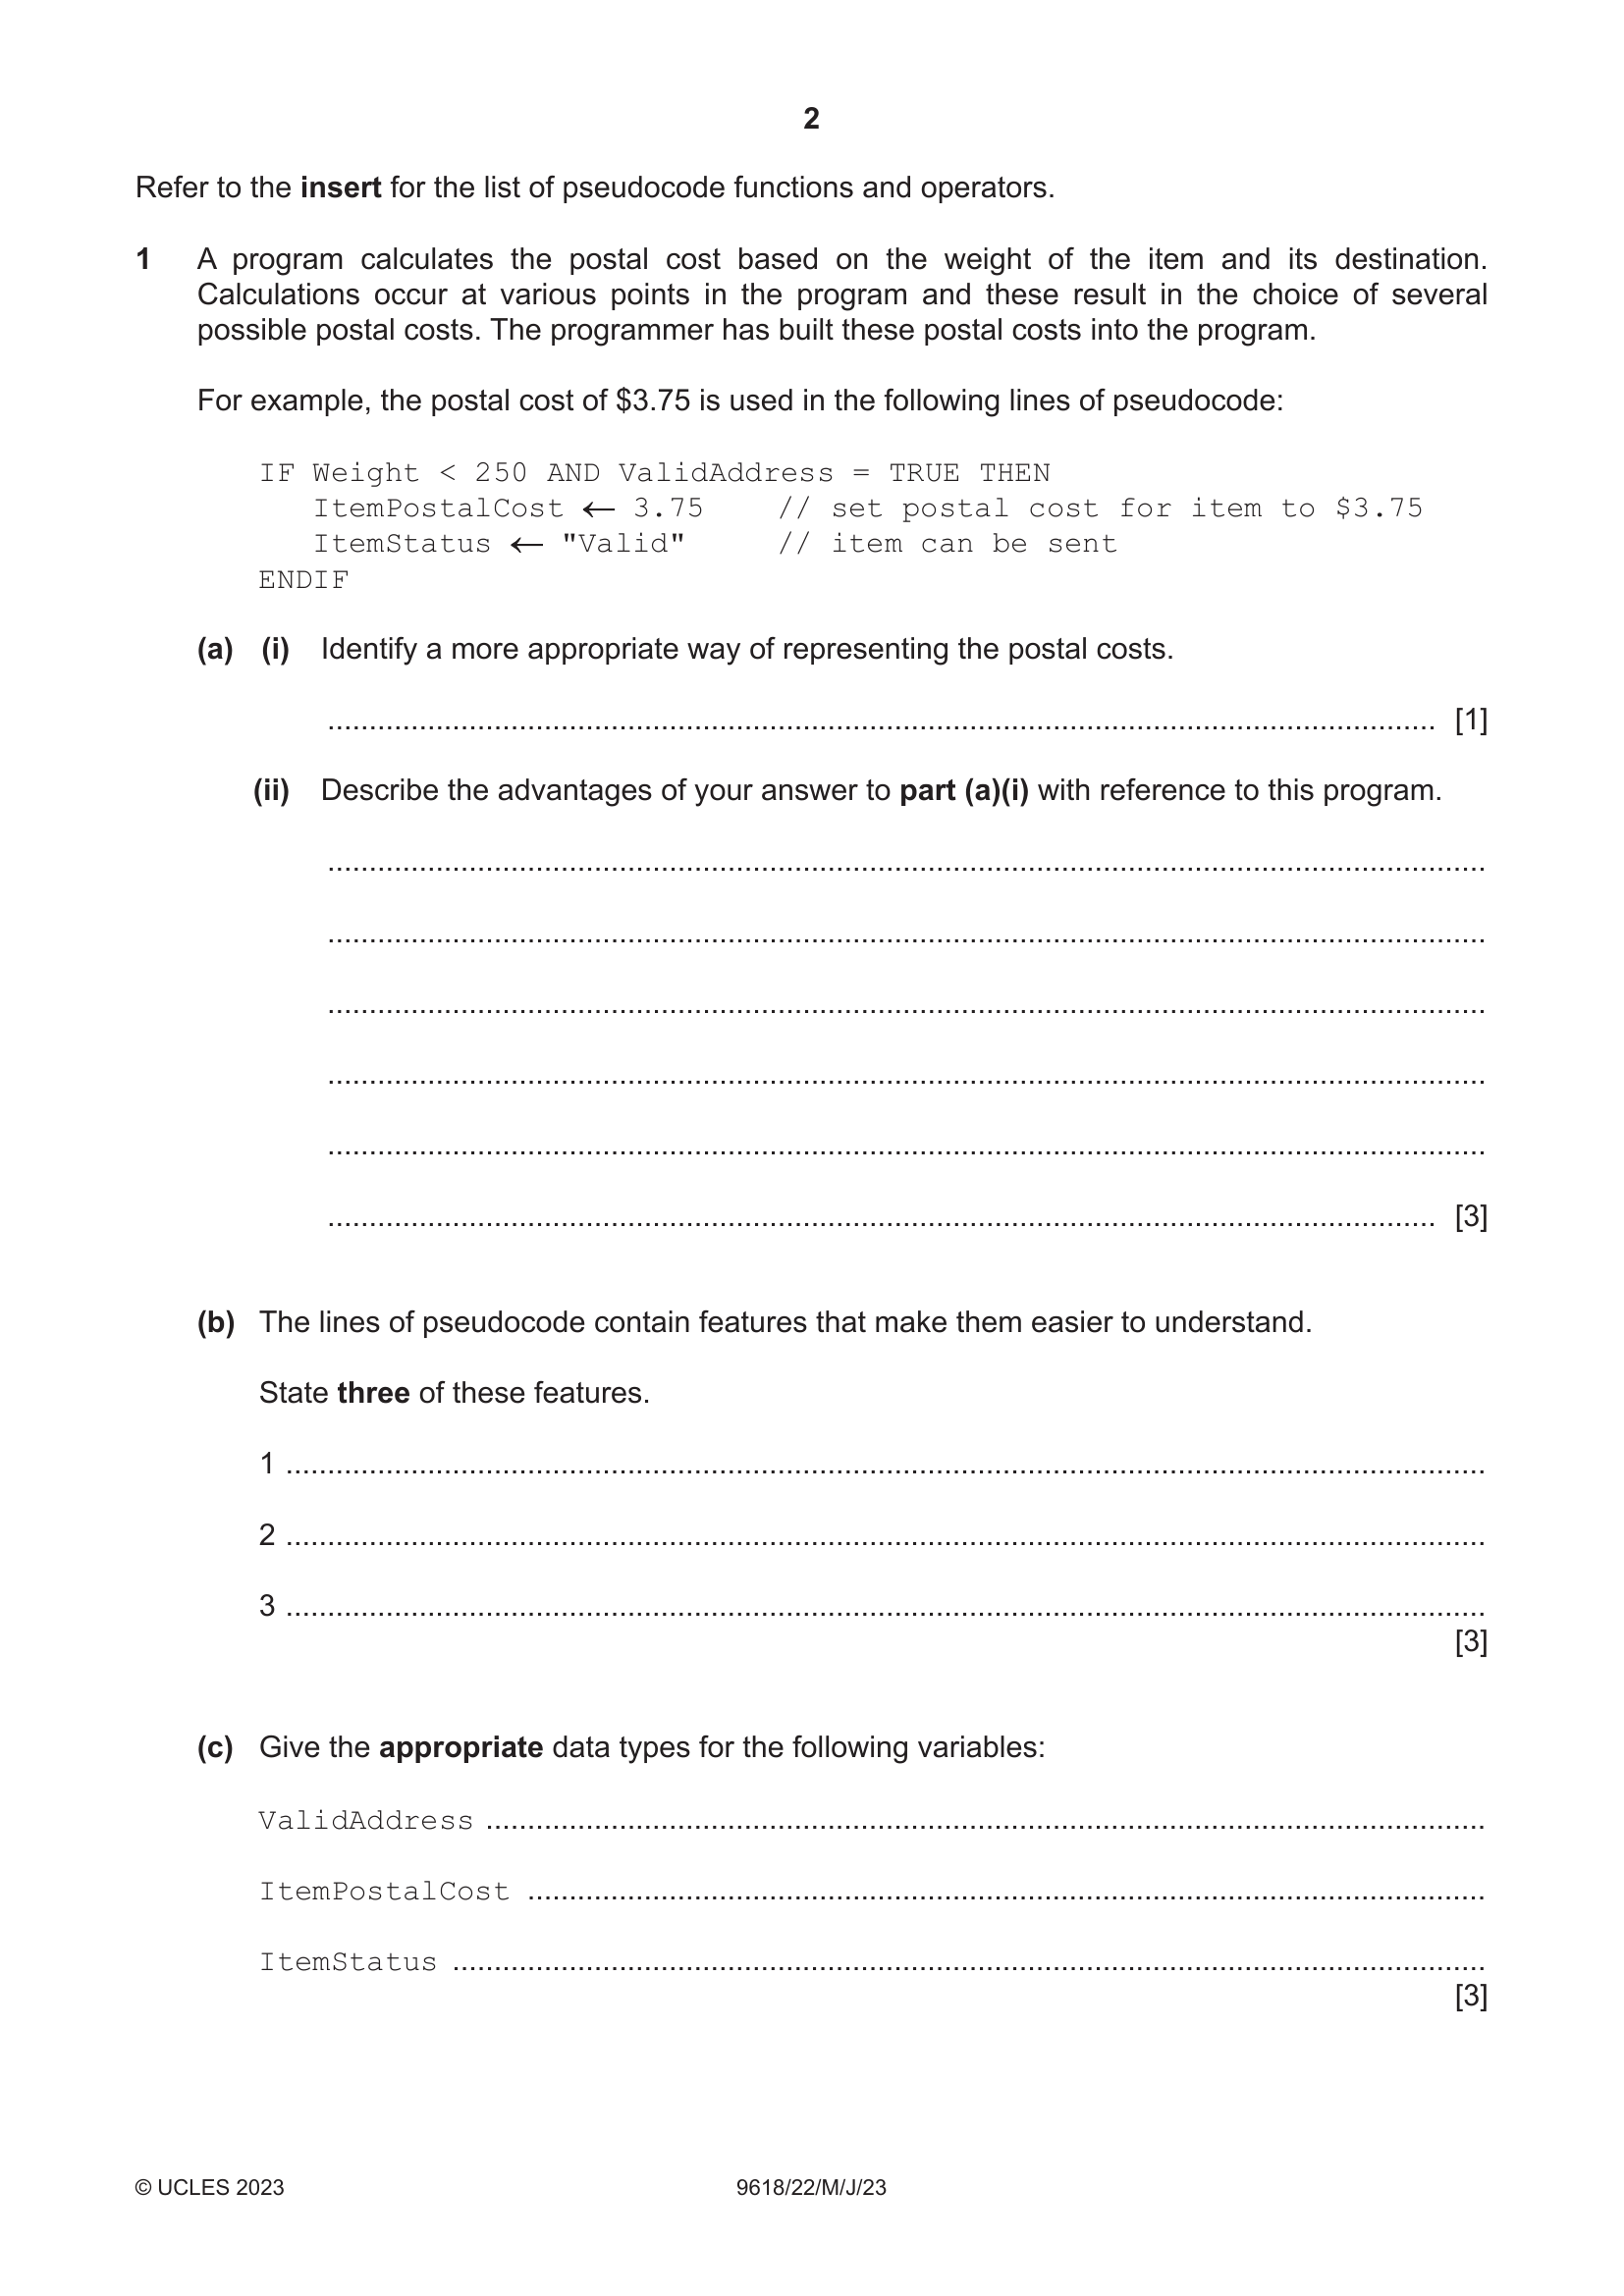 2
Refer to the insert for the list of pseudocode functions and operators.
1 A program calculates the postal cost based on the weight of the item and its destination.
Calculations occur at various points in the program and these result in the choice of several
possible postal costs. The programmer has built these postal costs into the program.
For example, the postal cost of $3.75 is used in the following lines of pseudocode:
IF Weight < 250 AND ValidAddress = TRUE THEN
ItemPostalCost ← 3.75 // set postal cost for item to $3.75
ItemStatus ← "Valid" // item can be sent
ENDIF
(a) (i) Identify a more appropriate way of representing the postal costs.
[1]
(ii) Describe the advantages of your answer to part (a)(i) with reference to this program.
[3]
(b) The lines of pseudocode contain features that make them easier to understand.
State three of these features.
1
2
3
[3]
(c) Give the appropriate data types for the following variables:
ValidAddress
ItemPostalCost
ItemStatus
[3]
© UCLES 2023 9618/22/M/J/23